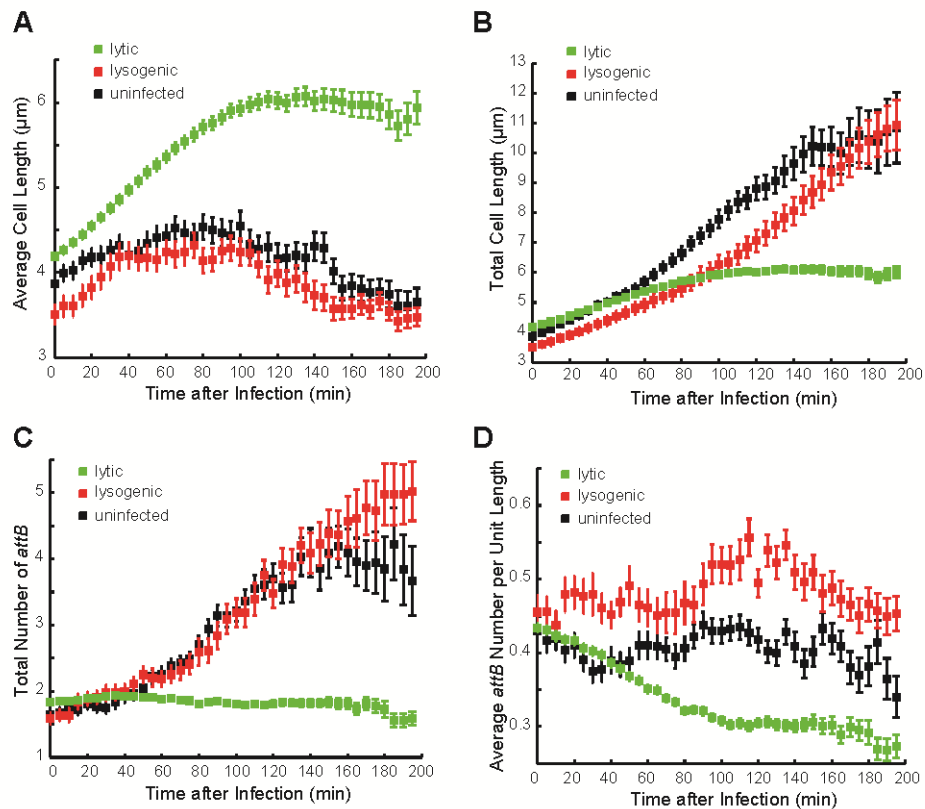 A
lytic
lysogenic
uninfected
6
5
4
3
Average Cell Length (μm)
0 20 40 60 80 100 120 140 160 180 200
Time after Infection (min)
B
lytic
lysogenic
uninfected
13
12
11
10
9
8
7
6
5
4
3
Total Cell Length (μm)
0 20 40 60 80 100 120 140 160 180 200
Time after Infection (min)
C
lytic
lysogenic
uninfected
5
4
3
2
1
Total Number of attB
0 20 40 60 80 100 120 140 160 180 200
Time after Infection (min)
D
lytic
lysogenic
uninfected
0.6
0.5
0.4
0.3
Average attB Number per Unit Length
0 20 40 60 80 100 120 140 160 180 200
Time after Infection (min)